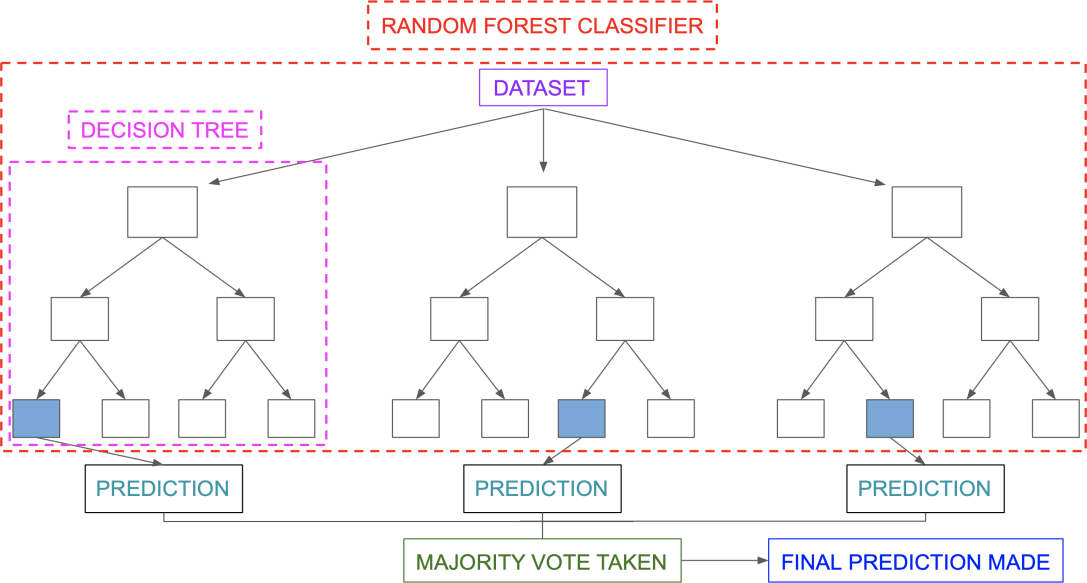 RANDOM FOREST CLASSIFIER
DATASET
DECISION TREE
PREDICTION
PREDICTION
PREDICTION
MAJORITY VOTE TAKEN
FINAL PREDICTION MADE